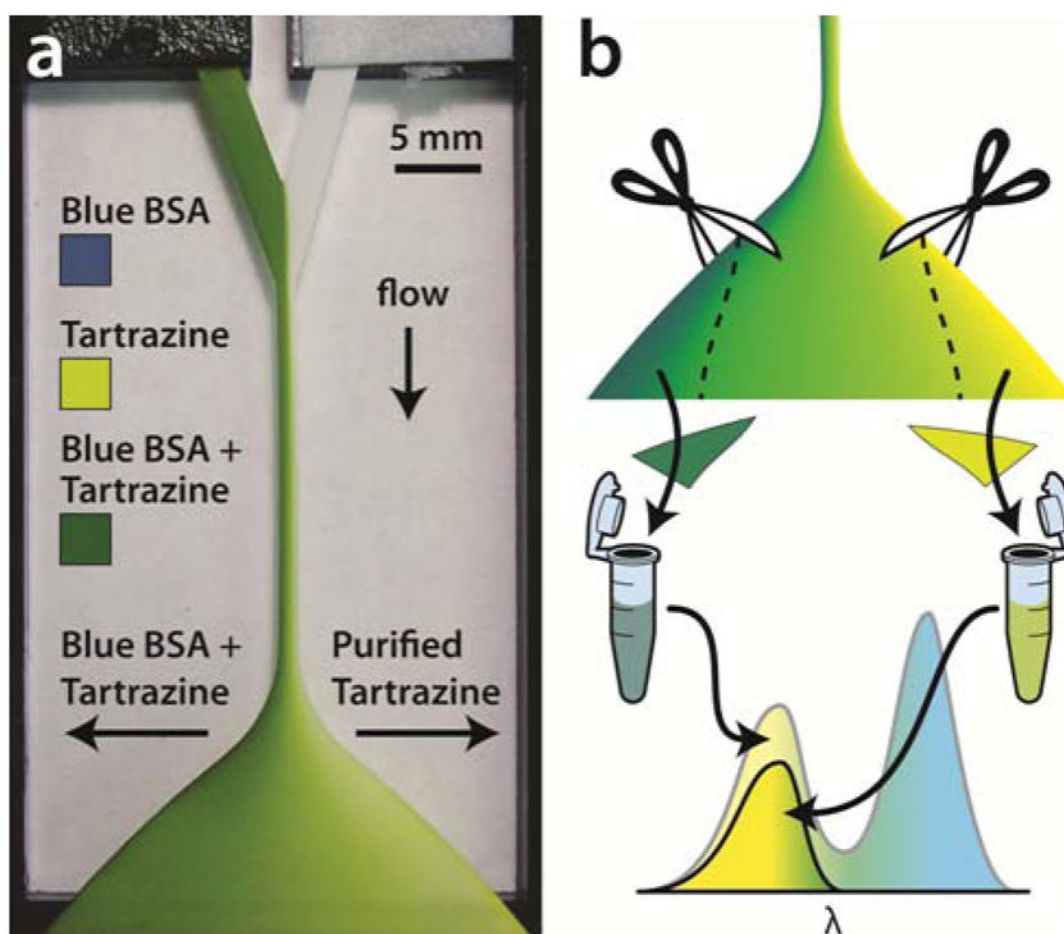 a
5 mm
Blue BSA
flow
Tartrazine
Blue BSA +
Tartrazine
Blue BSA +
Tartrazine
Purified
Tartrazine
b
λ